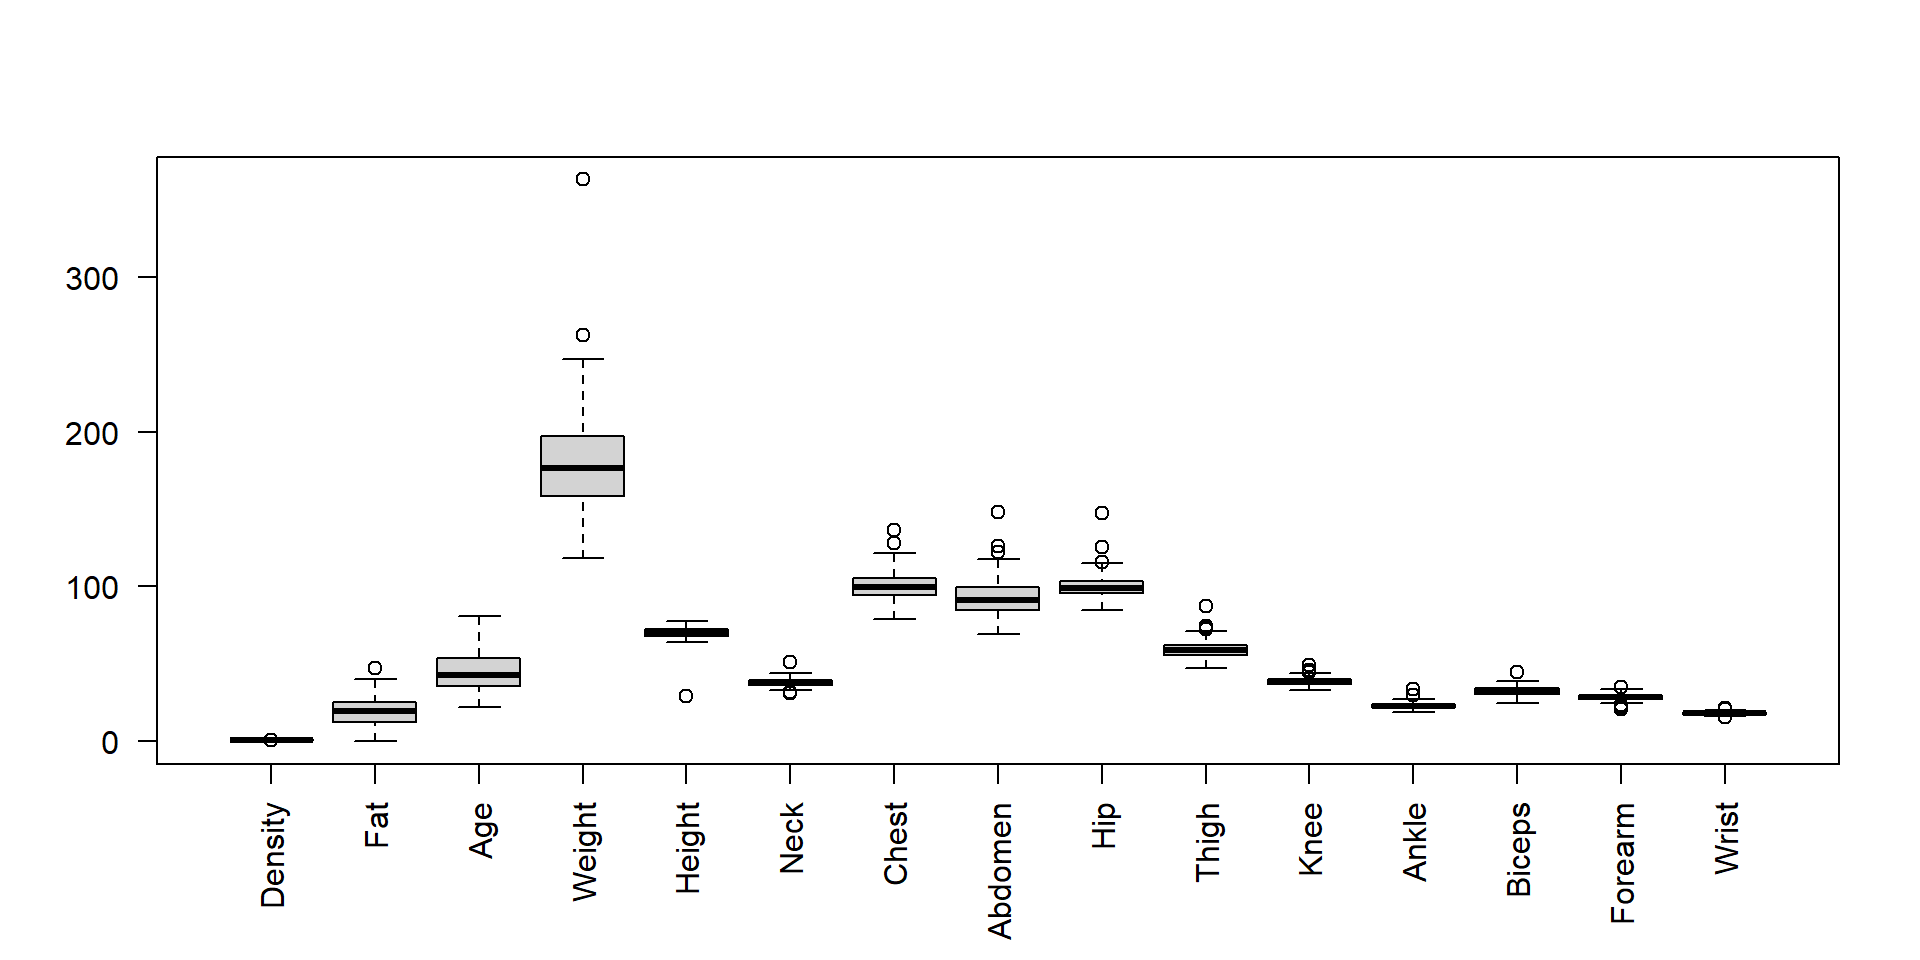 300
200
100
0
Density
Fat
Age
Weight
Height
Neck
Chest
Abdomen
Hip
Thigh
Knee
Ankle
Biceps
Forearm
Wrist